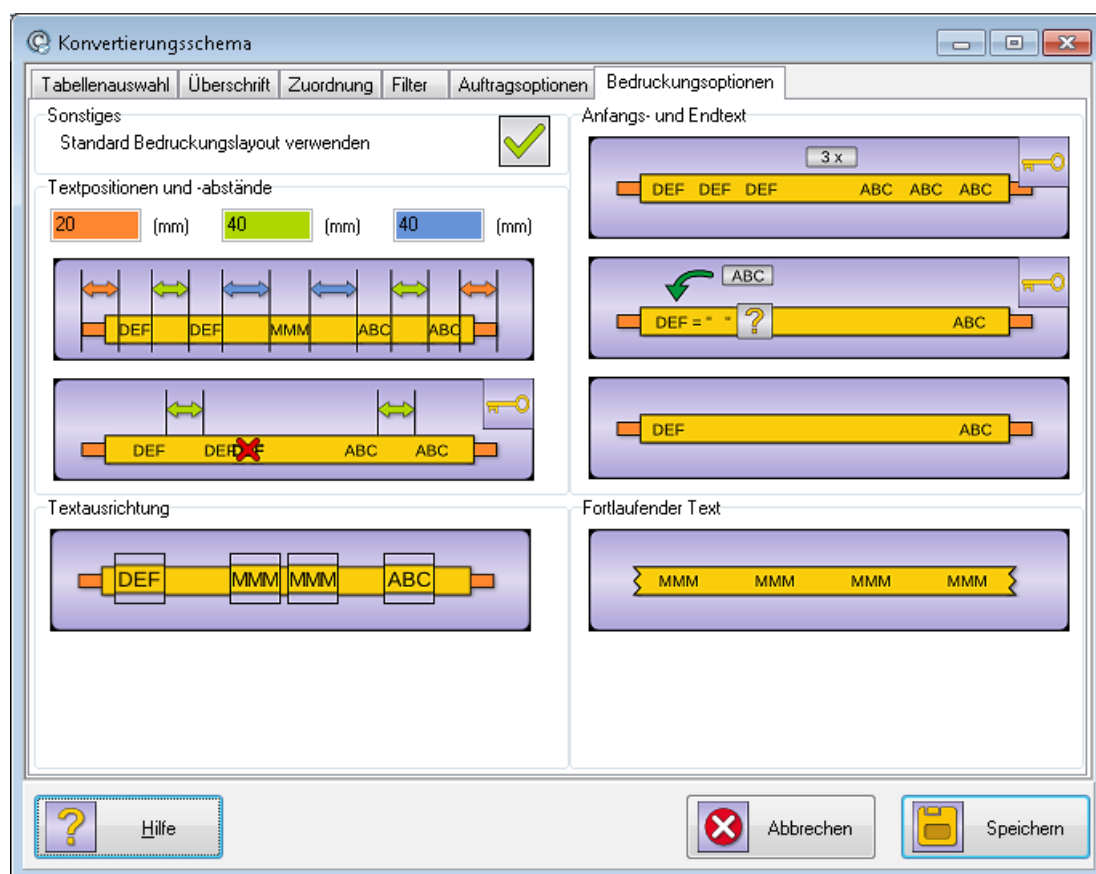 Konvertierungsschema
Tabellenauswahl Überschrift Zuordnung Filter Auftragsoptionen Bedruckungsoptionen
Sonstiges
Standard Bedruckungslayout verwenden
Textpositionen und -abstände
20 (mm) 40 (mm) 40 (mm)
DEF DEF MMM ABC ABC
DEF DEF DEF ABC ABC
Anfangs- und Endtext
3 x
DEF DEF DEF ABC ABC ABC
ABC
DEF = " " ? ABC
DEF ABC
Textausrichtung
DEF MMM MMM ABC
Fortlaufender Text
MMM MMM MMM MMM
? Hilfe Abbrechen Speichern